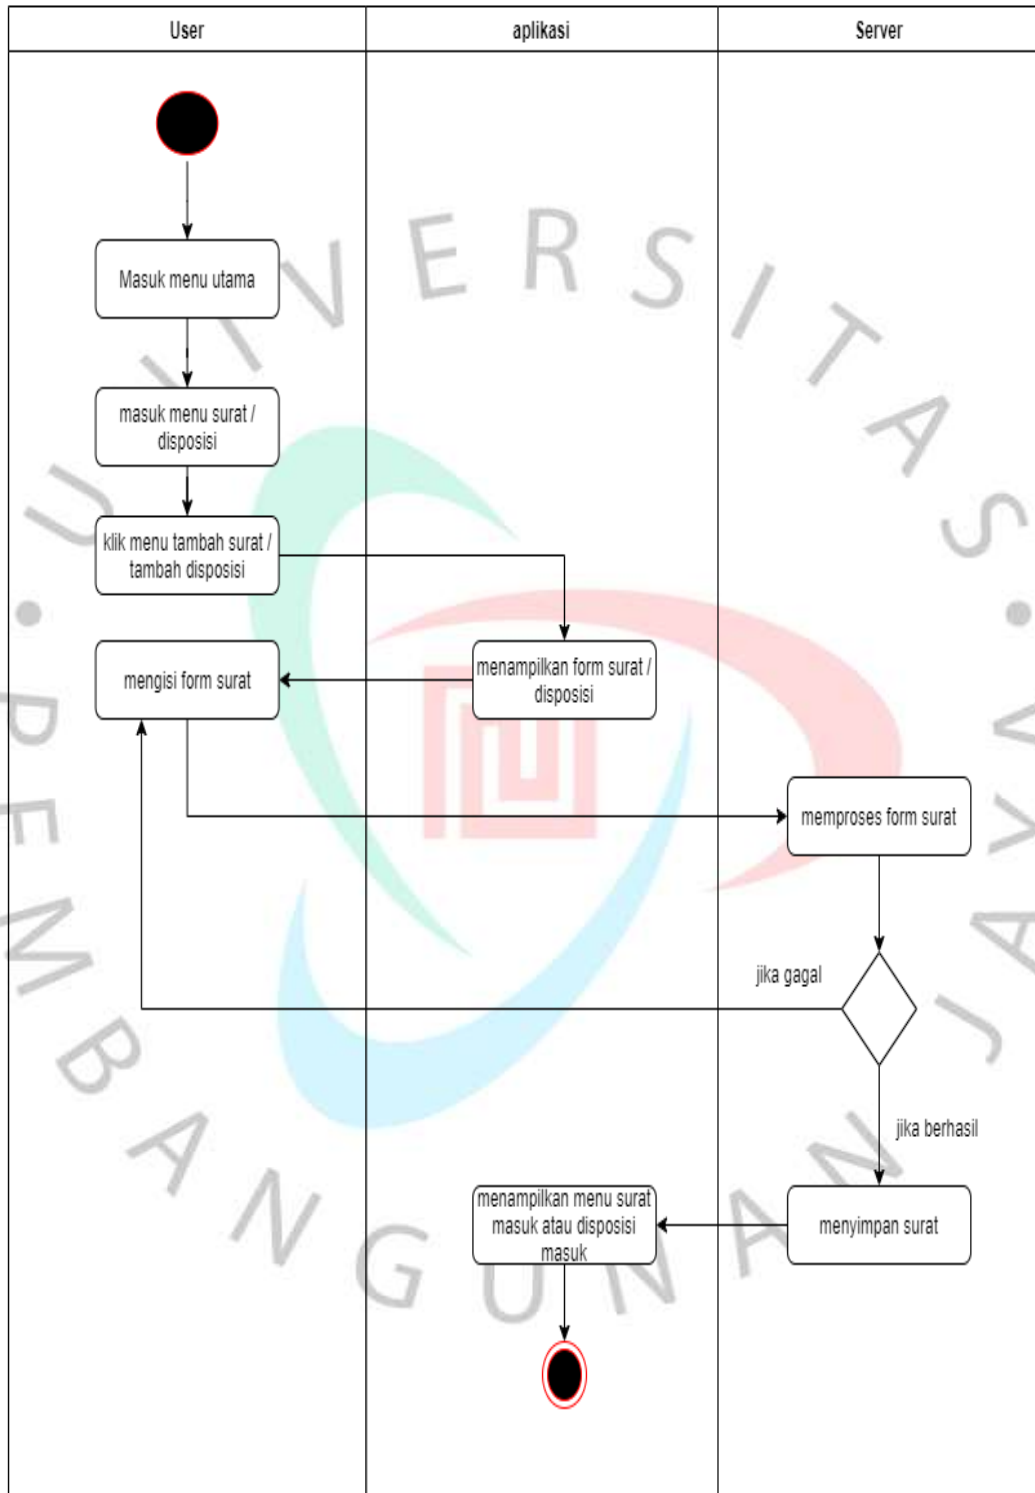 User
aplikasi
Server
Masuk menu utama
masuk menu surat /
disposisi
klik menu tambah surat /
tambah disposisi
menampilkan form surat /
disposisi
mengisi form surat
memproses form surat
jika gagal
jika berhasil
menyimpan surat
menampilkan menu surat
masuk atau disposisi
masuk